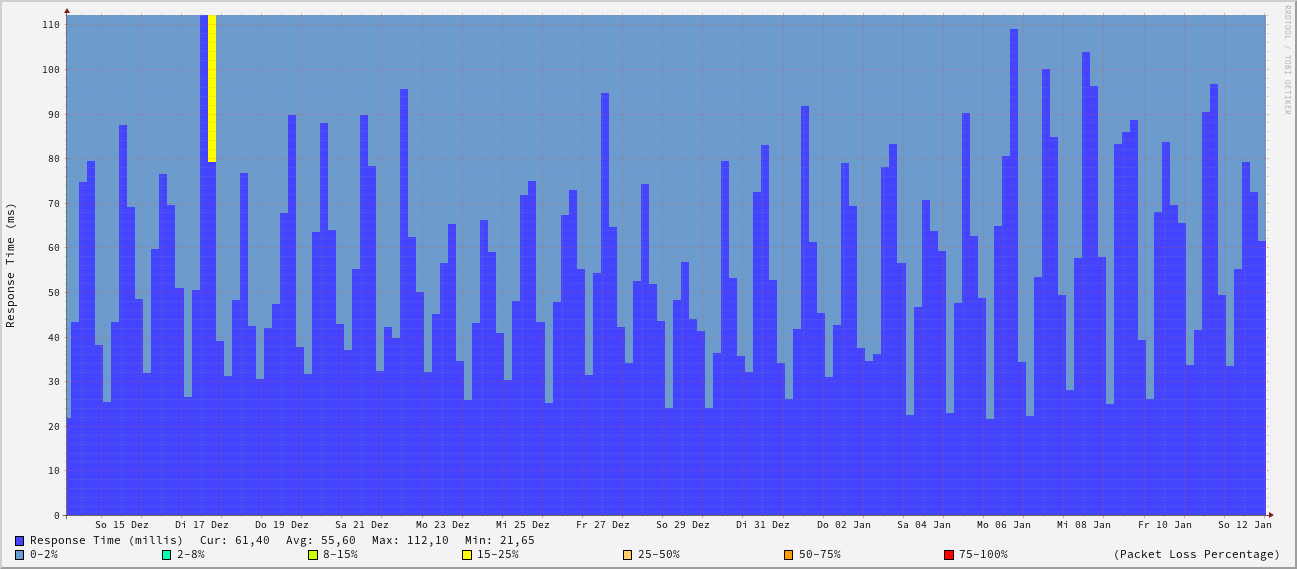 RRDTOOL / TOBI OETIKER
Response Time (ms)
110
100
90
80
70
60
50
40
30
20
10
0
So 15 Dez Di 17 Dez Do 19 Dez Sa 21 Dez Mo 23 Dez Mi 25 Dez Fr 27 Dez So 29 Dez Di 31 Dez Do 02 Jan Sa 04 Jan Mo 06 Jan Mi 08 Jan Fr 10 Jan So 12 Jan
Response Time (millis) Cur: 61,40 Avg: 55,60 Max: 112,10 Min: 21,65
0-2% 2-8% 8-15% 15-25% 25-50% 50-75% 75-100% (Packet Loss Percentage)